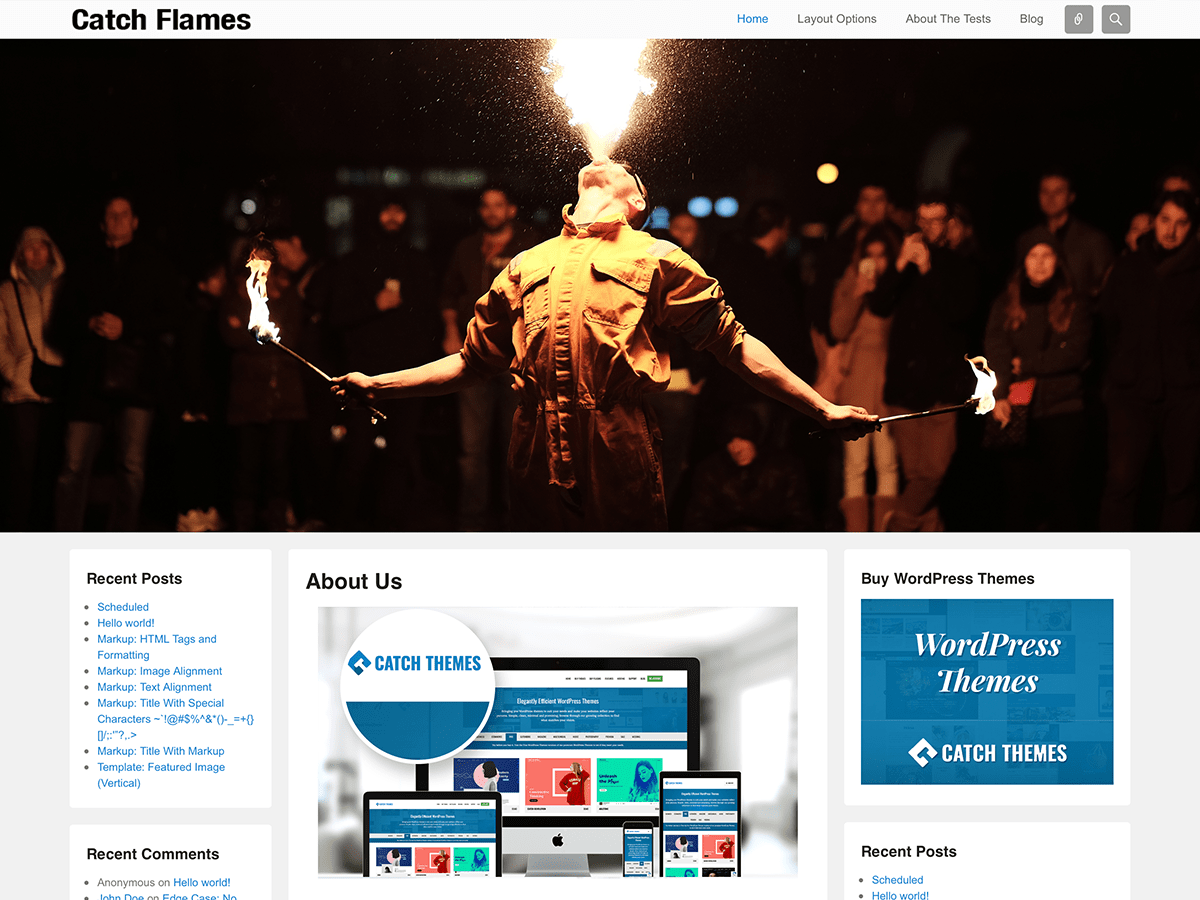 Catch Flames
Home
Layout Options
About The Tests
Blog
Recent Posts
Scheduled
Hello world!
Markup: HTML Tags and
Formatting
Markup: Image Alignment
Markup: Text Alignment
Markup: Title With Special
Characters ~`!@#$%^&*()-_=+{}
[]/;:'"?,.>
Markup: Title With Markup
Template: Featured Image
(Vertical)
Recent Comments
Anonymous on Hello world!
John Doe on Edge Case: No
About Us
CATCH THEMES
Elegantly Efficient WordPress Themes
Buy WordPress Themes
WordPress
Themes
CATCH THEMES
Recent Posts
Scheduled
Hello world!